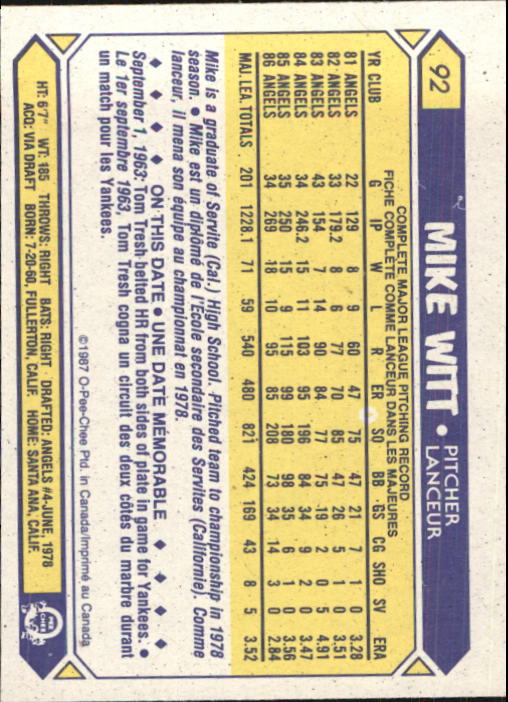 92
MIKE WITT • PITCHER
LANCEUR
COMPLETE MAJOR LEAGUE PITCHING RECORD
FICHE COMPLÈTE COMME LANCEUR DANS LES MAJEURES
YR CLUB G IP W L R ER SO BB GS CG SHO SV ERA
81 ANGELS 22 129 8 9 60 47 75 47 21 7 1 0 3.28
82 ANGELS 33 179.2 8 6 77 70 85 47 26 5 1 0 3.51
83 ANGELS 43 154 7 14 90 84 77 75 19 2 0 5 4.91
84 ANGELS 34 246.2 15 11 103 95 196 84 34 9 2 0 3.47
85 ANGELS 35 250 15 9 115 99 180 98 35 6 1 0 3.56
86 ANGELS 34 269 18 10 95 85 208 73 34 14 3 0 2.84
MAJ. LEA. TOTALS 201 1228.1 71 59 540 480 821 424 169 43 8 5 3.52
Mike is a graduate of Servite (Cal.) High School. Pitched team to championship in 1978
season. • Mike est un diplômé de l'Ecole secondaire des Servites (Californie). Comme
lanceur, il mena son équipe au championnat en 1978.
◆ ◆ ◆ ◆ ON THIS DATE • UNE DATE MÉMORABLE ◆ ◆ ◆ ◆
September 1, 1963: Tom Tresh belted HR from both sides of plate in game for Yankees. •
Le 1er septembre 1963, Tom Tresh cogna un circuit des deux côtes du marbre durant
un match pour les Yankees.
©1987 O-Pee-Chee Ptd. in Canada/Imprimé au Canada
HT: 6'7" WT: 185 THROWS: RIGHT BATS: RIGHT DRAFTED: ANGELS #4-JUNE, 1978
ACQ: VIA DRAFT BORN: 7-20-60, FULLERTON, CALIF. HOME: SANTA ANA, CALIF.
O
PEE
CHEE